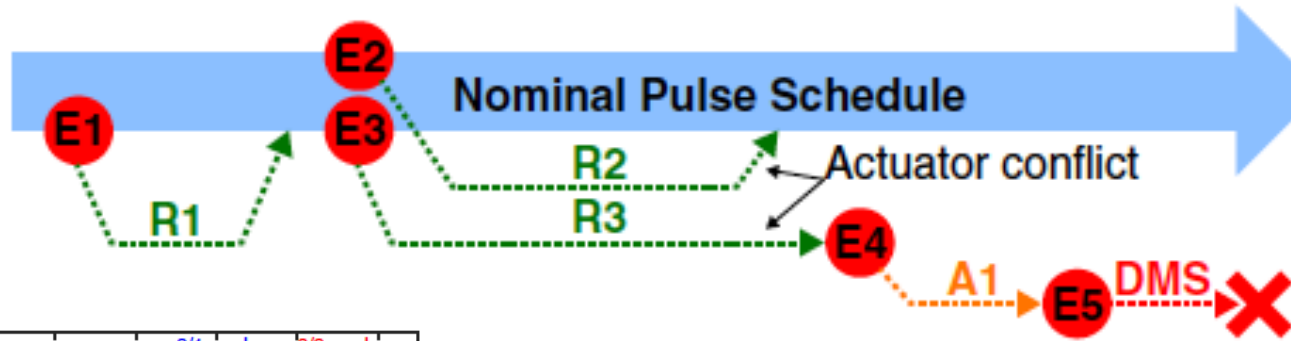 E2
Nominal Pulse Schedule
E1
E3
R2
Actuator conflict
R1
R3
E4
A1
E5
DMS